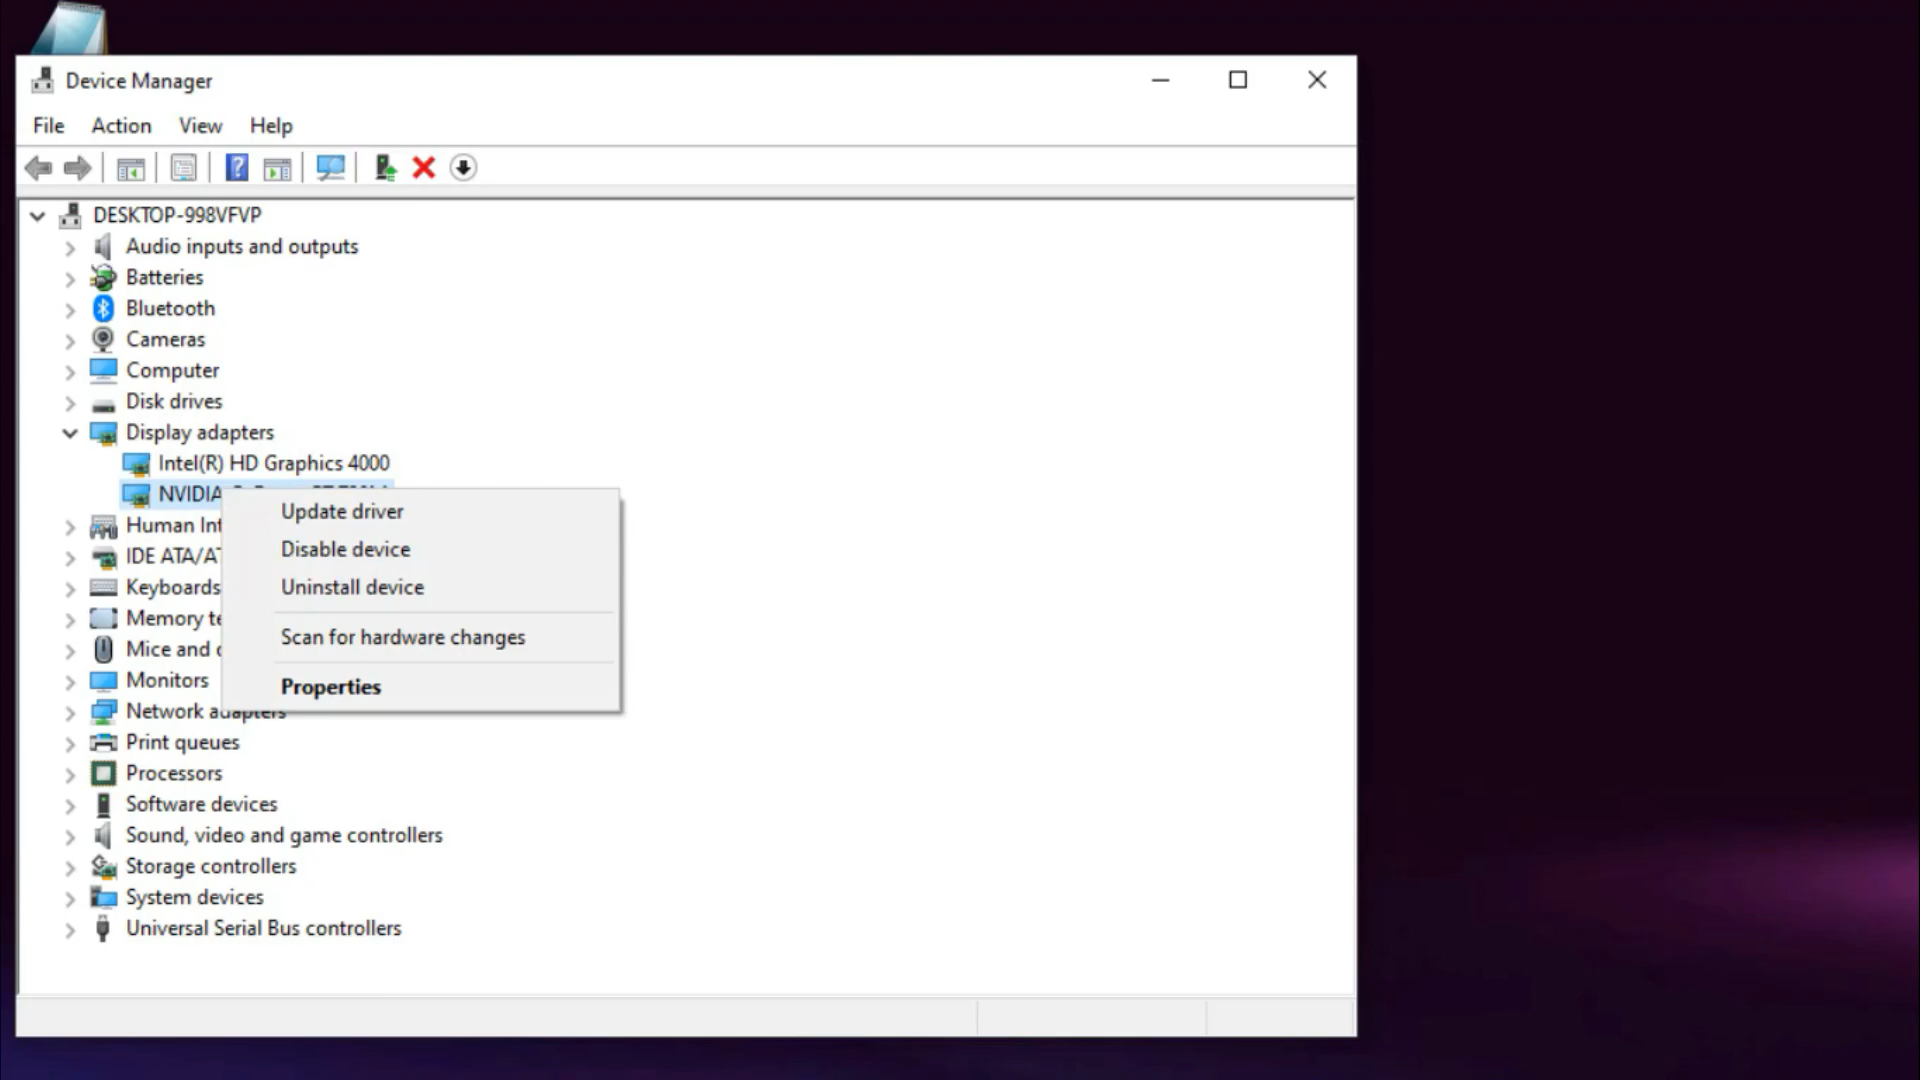 Device Manager
File Action View Help
DESKTOP-998VFVP
Audio inputs and outputs
Batteries
Bluetooth
Cameras
Computer
Disk drives
Display adapters
Intel(R) HD Graphics 4000
NVIDIA
Human Int
IDE ATA/AT
Keyboards
Memory te
Mice and
Monitors
Network adapters
Print queues
Processors
Software devices
Sound, video and game controllers
Storage controllers
System devices
Universal Serial Bus controllers
Update driver
Disable device
Uninstall device
Scan for hardware changes
Properties